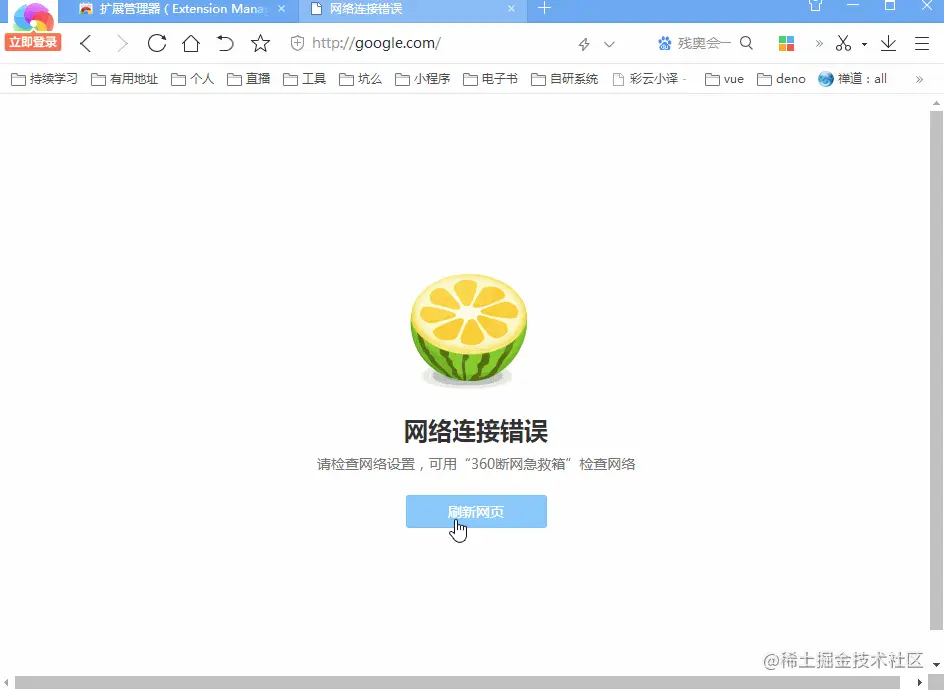 扩展管理器 ( Extension Mana
网络连接错误
立即登录
http://google.com/
残奥会一
持续学习
有用地址
个人
直播
工具
坑么
小程序
电子书
自研系统
彩云小译 -
vue
deno
禅道：all
网络连接错误
请检查网络设置，可用“360断网急救箱”检查网络
刷新网页
@稀土掘金技术社区